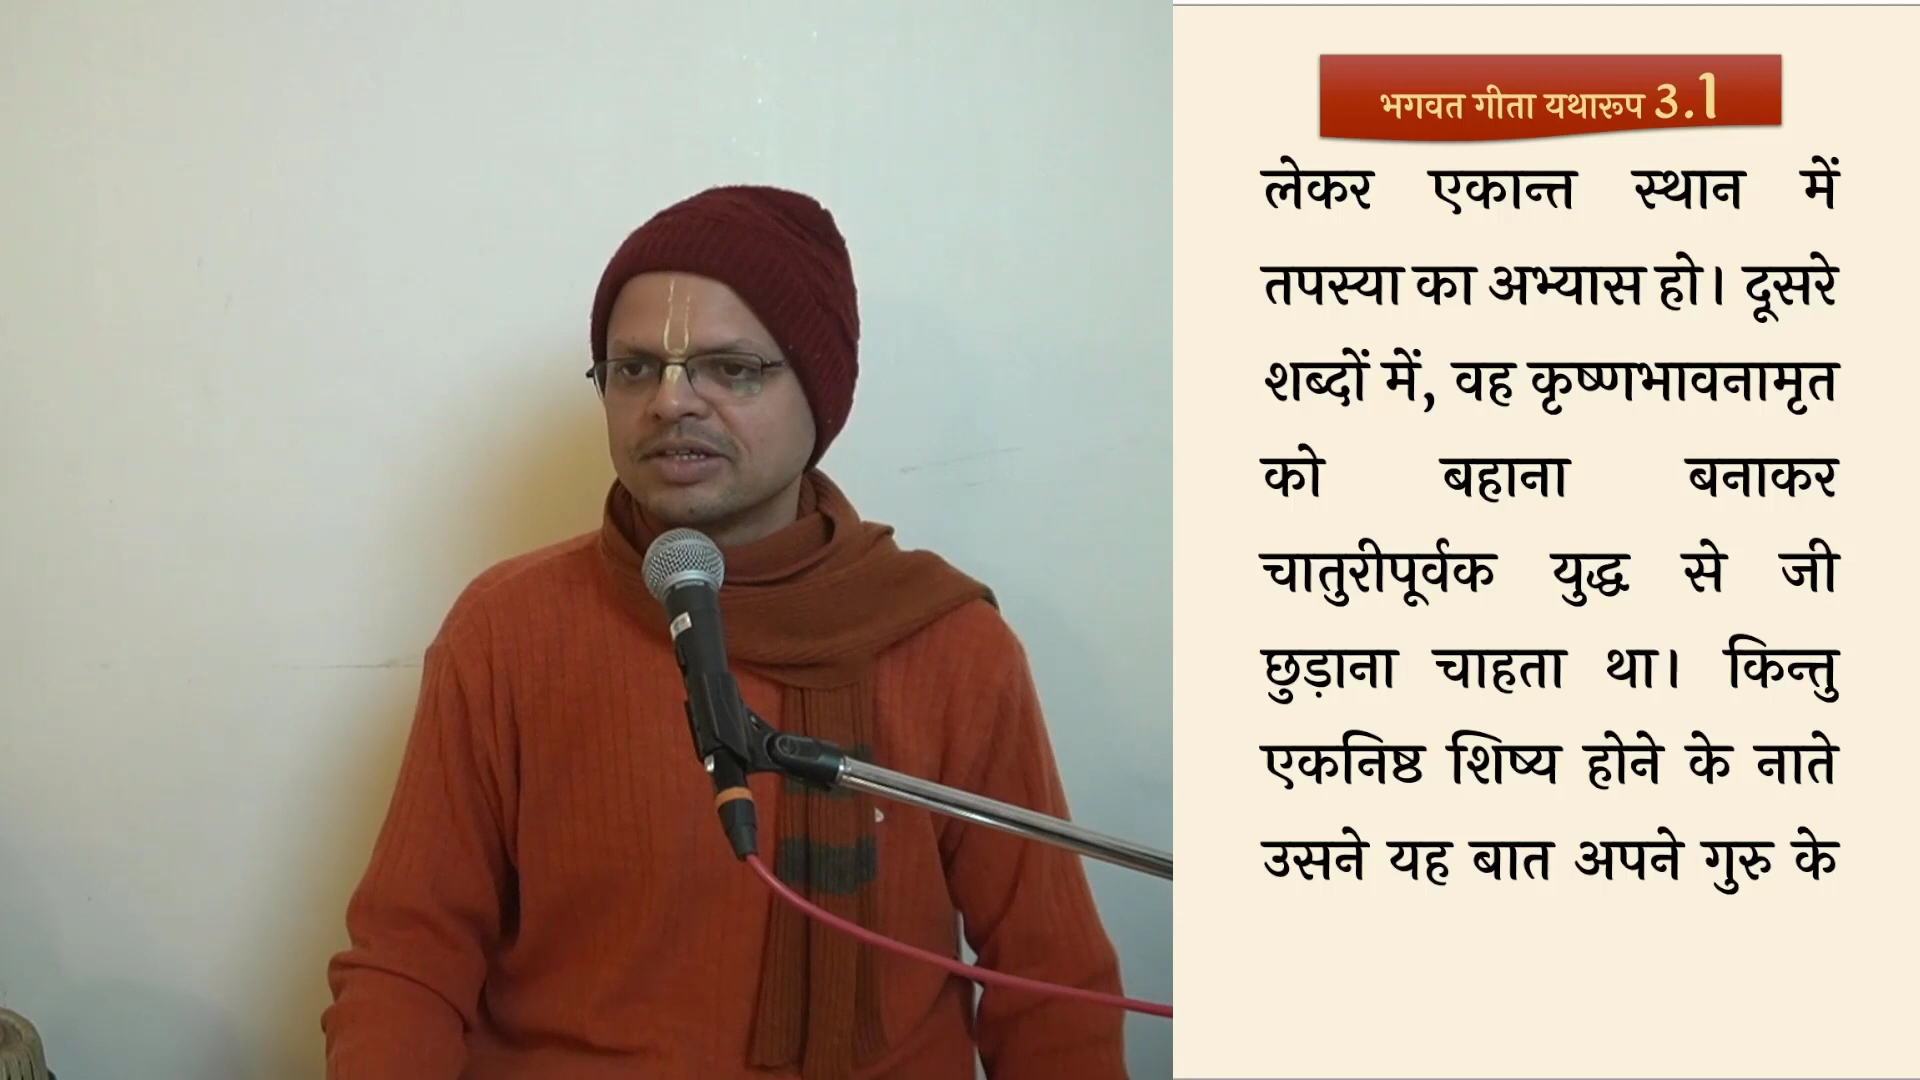 भगवत गीता यथारूप 3.1
लेकर एकान्त स्थान में
तपस्या का अभ्यास हो। दूसरे
शब्दों में, वह कृष्णभावनामृत
को बहाना बनाकर
चातुरीपूर्वक युद्ध से जी
छुड़ाना चाहता था। किन्तु
एकनिष्ठ शिष्य होने के नाते
उसने यह बात अपने गुरु के